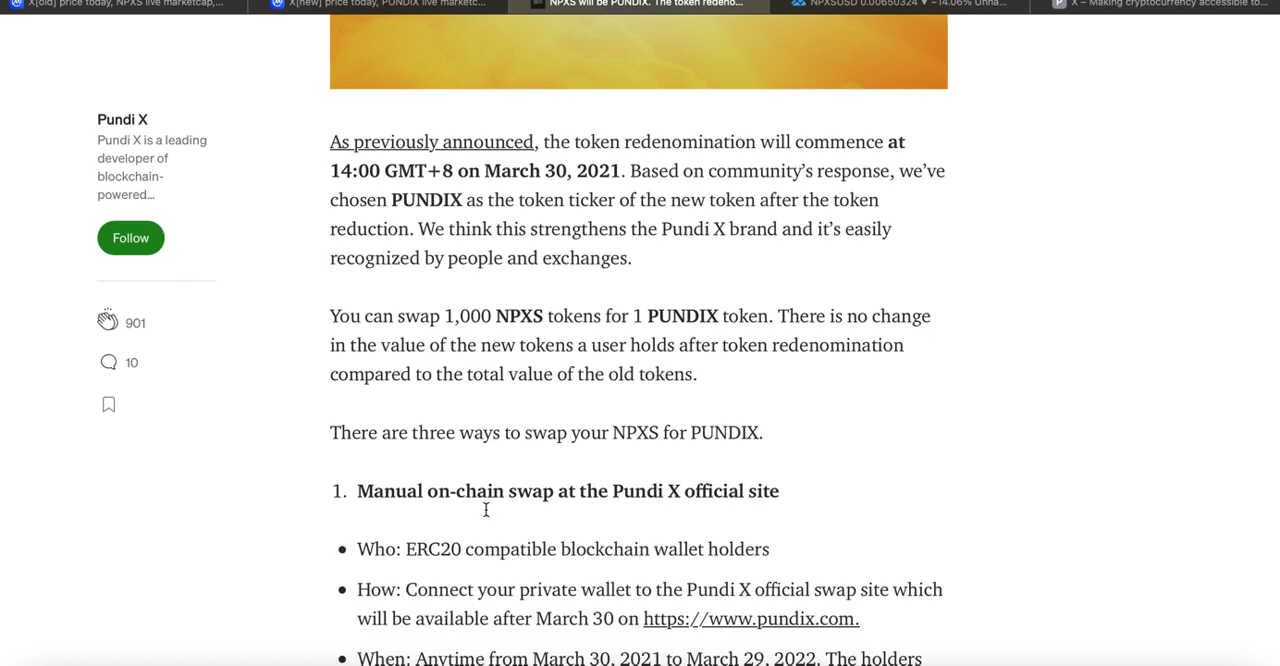 X[old] price today, NPXS live marketcap,...
X[new] price today, PUNDIX live marketc...
NPXS will be PUNDIX. The token redeno...
NPXSUSD 0.00650324 ▼ −14.06% Unna...
X – Making cryptocurrency accessible to...
Pundi X
Pundi X is a leading
developer of
blockchain-
powered...
Follow
901
10
As previously announced, the token redenomination will commence at
14:00 GMT+8 on March 30, 2021. Based on community's response, we've
chosen PUNDIX as the token ticker of the new token after the token
reduction. We think this strengthens the Pundi X brand and it's easily
recognized by people and exchanges.
You can swap 1,000 NPXS tokens for 1 PUNDIX token. There is no change
in the value of the new tokens a user holds after token redenomination
compared to the total value of the old tokens.
There are three ways to swap your NPXS for PUNDIX.
1. Manual on-chain swap at the Pundi X official site
● Who: ERC20 compatible blockchain wallet holders
● How: Connect your private wallet to the Pundi X official swap site which
will be available after March 30 on https://www.pundix.com.
● When: Anytime from March 30, 2021 to March 29, 2022. The holders